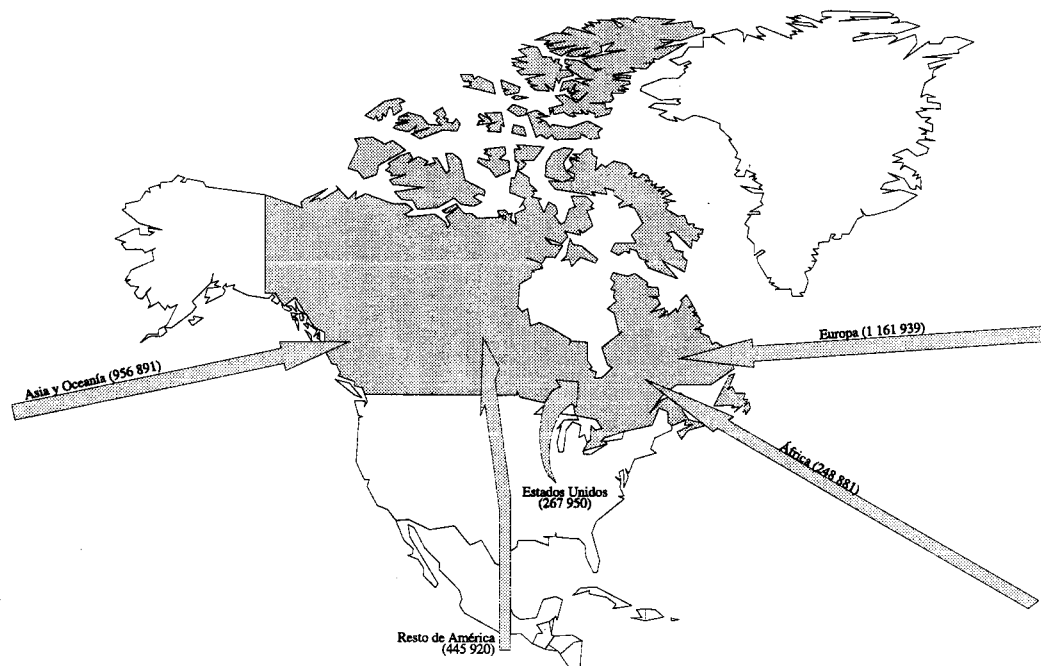 Europa (1 161 939)
Asia y Oceanía (956 891)
África (248 881)
Estados Unidos
(267 950)
Resto de América
(445 920)